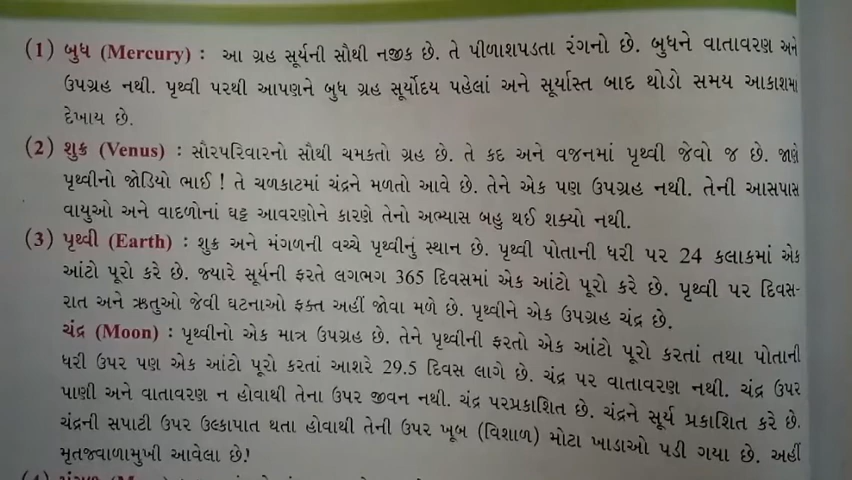 (1) બુધ (Mercury) : આ ગ્રહ સૂર્યની સૌથી નજીક છે. તે પીળાશપડતા રંગનો છે. બુધને વાતાવરણ અને
ઉપગ્રહ નથી. પૃથ્વી પરથી આપણને બુધ ગ્રહ સૂર્યોદય પહેલાં અને સૂર્યાસ્ત બાદ થોડો સમય આકાશમા
દેખાય છે.
(2) શુક્ર (Venus) : સૌરપરિવારનો સૌથી ચમકતો ગ્રહ છે. તે કદ અને વજનમાં પૃથ્વી જેવો જ છે. જાણે
પૃથ્વીનો જોડિયો ભાઈ ! તે ચળકાટમાં ચંદ્રને મળતો આવે છે. તેને એક પણ ઉપગ્રહ નથી. તેની આસપાસ
વાયુઓ અને વાદળોનાં ઘટ્ટ આવરણોને કારણે તેનો અભ્યાસ બહુ થઈ શક્યો નથી.
(3) પૃથ્વી (Earth) : શુક્ર અને મંગળની વચ્ચે પૃથ્વીનું સ્થાન છે. પૃથ્વી પોતાની ધરી પર 24 કલાકમાં એક
આંટો પૂરો કરે છે. જ્યારે સૂર્યની ફરતે લગભગ 365 દિવસમાં એક આંટો પૂરો કરે છે. પૃથ્વી પર દિવસ-
રાત અને ઋતુઓ જેવી ઘટનાઓ ફક્ત અહીં જોવા મળે છે. પૃથ્વીને એક ઉપગ્રહ ચંદ્ર છે.
ચંદ્ર (Moon) : પૃથ્વીનો એક માત્ર ઉપગ્રહ છે. તેને પૃથ્વીની ફરતો એક આંટો પૂરો કરતાં તથા પોતાની
ધરી ઉપર પણ એક આંટો પૂરો કરતાં આશરે 29.5 દિવસ લાગે છે. ચંદ્ર પર વાતાવરણ નથી. ચંદ્ર ઉપર
પાણી અને વાતાવરણ ન હોવાથી તેના ઉપર જીવન નથી. ચંદ્ર પરપ્રકાશિત છે. ચંદ્રને સૂર્ય પ્રકાશિત કરે છે.
ચંદ્રની સપાટી ઉપર ઉલ્કાપાત થતા હોવાથી તેની ઉપર ખૂબ (વિશાળ) મોટા ખાડાઓ પડી ગયા છે. અહીં
મૃતજ્વાળામુખી આવેલા છે!